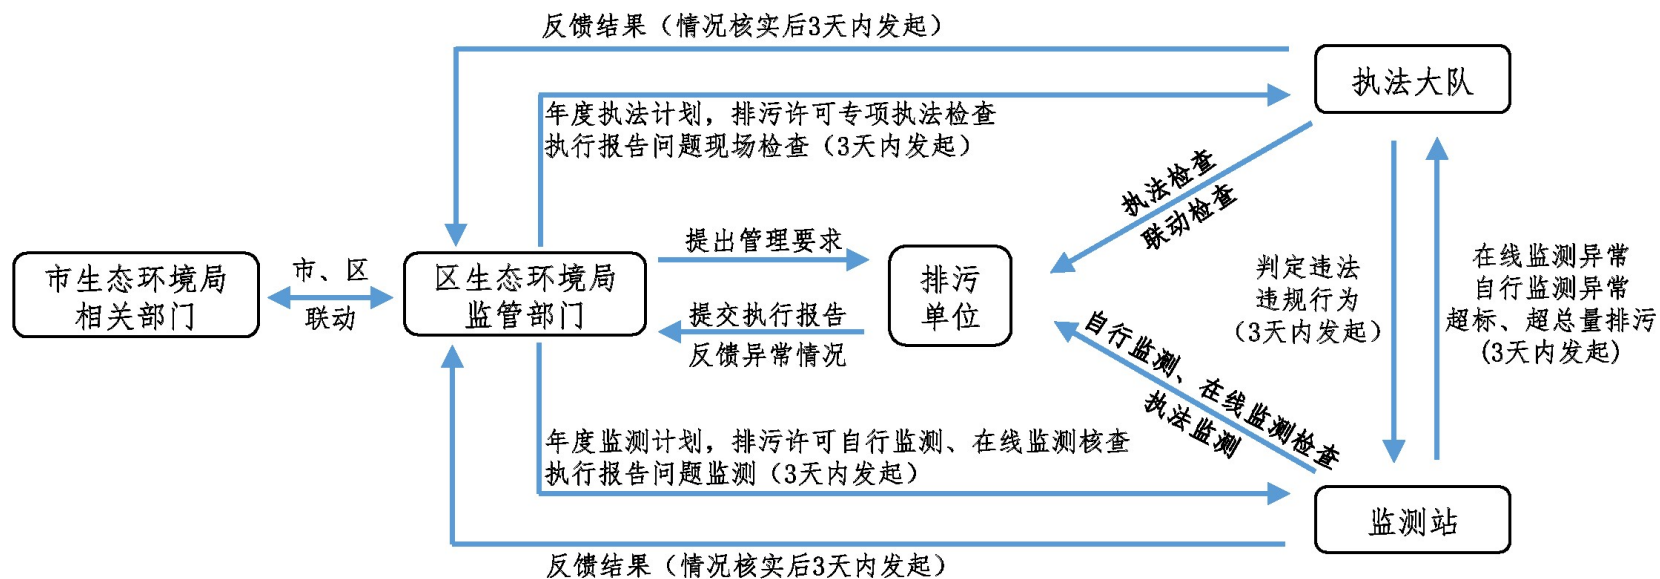 反馈结果（情况核实后3天内发起）
执法大队
年度执法计划，排污许可专项执法检查
执行报告问题现场检查（3天内发起）
执法检查
联动检查
市生态环境局
相关部门
市、区
联动
区生态环境局
监管部门
提出管理要求
提交执行报告
反馈异常情况
排污
单位
判定违法
违规行为
（3天内发起）
在线监测异常
自行监测异常
超标、超总量排污
(3天内发起)
自行监测、在线监测检查
执法监测
年度监测计划，排污许可自行监测、在线监测核查
执行报告问题监测（3天内发起）
监测站
反馈结果（情况核实后3天内发起）